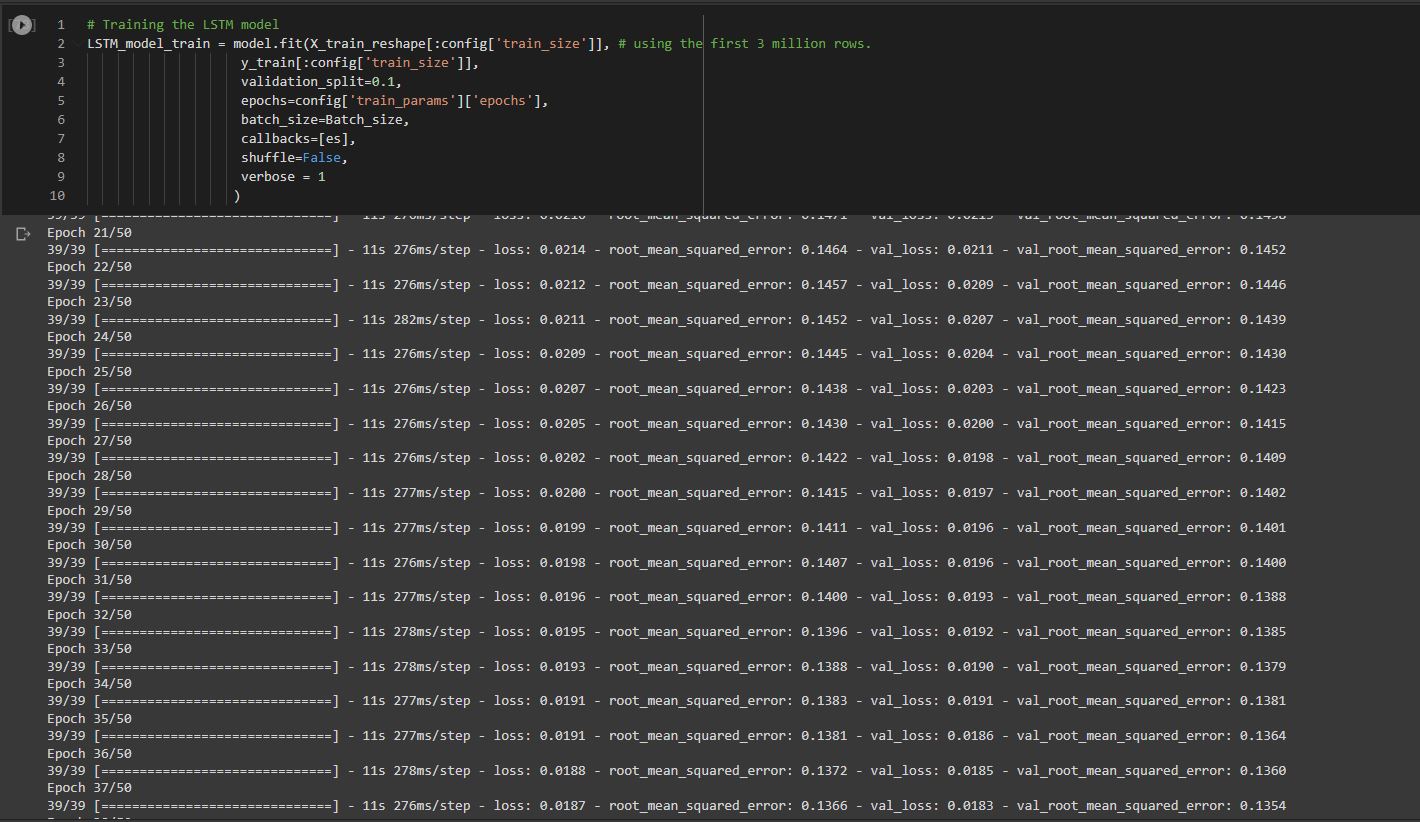 1 # Training the LSTM model
2 LSTM_model_train = model.fit(X_train_reshape[:config['train_size']], # using the first 3 million rows.
3 y_train[:config['train_size']],
4 validation_split=0.1,
5 epochs=config['train_params']['epochs'],
6 batch_size=Batch_size,
7 callbacks=[es],
8 shuffle=False,
9 verbose = 1
10 )
39/39 [==============================] - 11s 276ms/step - loss: 0.0216 - root_mean_squared_error: 0.1471 - val_loss: 0.0213 - val_root_mean_squared_error:
Epoch 21/50
39/39 [==============================] - 11s 276ms/step - loss: 0.0214 - root_mean_squared_error: 0.1464 - val_loss: 0.0211 - val_root_mean_squared_error: 0.1452
Epoch 22/50
39/39 [==============================] - 11s 276ms/step - loss: 0.0212 - root_mean_squared_error: 0.1457 - val_loss: 0.0209 - val_root_mean_squared_error: 0.1446
Epoch 23/50
39/39 [==============================] - 11s 282ms/step - loss: 0.0211 - root_mean_squared_error: 0.1452 - val_loss: 0.0207 - val_root_mean_squared_error: 0.1439
Epoch 24/50
39/39 [==============================] - 11s 276ms/step - loss: 0.0209 - root_mean_squared_error: 0.1445 - val_loss: 0.0204 - val_root_mean_squared_error: 0.1430
Epoch 25/50
39/39 [==============================] - 11s 276ms/step - loss: 0.0207 - root_mean_squared_error: 0.1438 - val_loss: 0.0203 - val_root_mean_squared_error: 0.1423
Epoch 26/50
39/39 [==============================] - 11s 276ms/step - loss: 0.0205 - root_mean_squared_error: 0.1430 - val_loss: 0.0200 - val_root_mean_squared_error: 0.1415
Epoch 27/50
39/39 [==============================] - 11s 276ms/step - loss: 0.0202 - root_mean_squared_error: 0.1422 - val_loss: 0.0198 - val_root_mean_squared_error: 0.1409
Epoch 28/50
39/39 [==============================] - 11s 277ms/step - loss: 0.0200 - root_mean_squared_error: 0.1415 - val_loss: 0.0197 - val_root_mean_squared_error: 0.1402
Epoch 29/50
39/39 [==============================] - 11s 277ms/step - loss: 0.0199 - root_mean_squared_error: 0.1411 - val_loss: 0.0196 - val_root_mean_squared_error: 0.1401
Epoch 30/50
39/39 [==============================] - 11s 276ms/step - loss: 0.0198 - root_mean_squared_error: 0.1407 - val_loss: 0.0196 - val_root_mean_squared_error: 0.1400
Epoch 31/50
39/39 [==============================] - 11s 277ms/step - loss: 0.0196 - root_mean_squared_error: 0.1400 - val_loss: 0.0193 - val_root_mean_squared_error: 0.1388
Epoch 32/50
39/39 [==============================] - 11s 278ms/step - loss: 0.0195 - root_mean_squared_error: 0.1396 - val_loss: 0.0192 - val_root_mean_squared_error: 0.1385
Epoch 33/50
39/39 [==============================] - 11s 278ms/step - loss: 0.0193 - root_mean_squared_error: 0.1388 - val_loss: 0.0190 - val_root_mean_squared_error: 0.1379
Epoch 34/50
39/39 [==============================] - 11s 277ms/step - loss: 0.0191 - root_mean_squared_error: 0.1383 - val_loss: 0.0191 - val_root_mean_squared_error: 0.1381
Epoch 35/50
39/39 [==============================] - 11s 277ms/step - loss: 0.0191 - root_mean_squared_error: 0.1381 - val_loss: 0.0186 - val_root_mean_squared_error: 0.1364
Epoch 36/50
39/39 [==============================] - 11s 278ms/step - loss: 0.0188 - root_mean_squared_error: 0.1372 - val_loss: 0.0185 - val_root_mean_squared_error: 0.1360
Epoch 37/50
39/39 [==============================] - 11s 276ms/step - loss: 0.0187 - root_mean_squared_error: 0.1366 - val_loss: 0.0183 - val_root_mean_squared_error: 0.1354